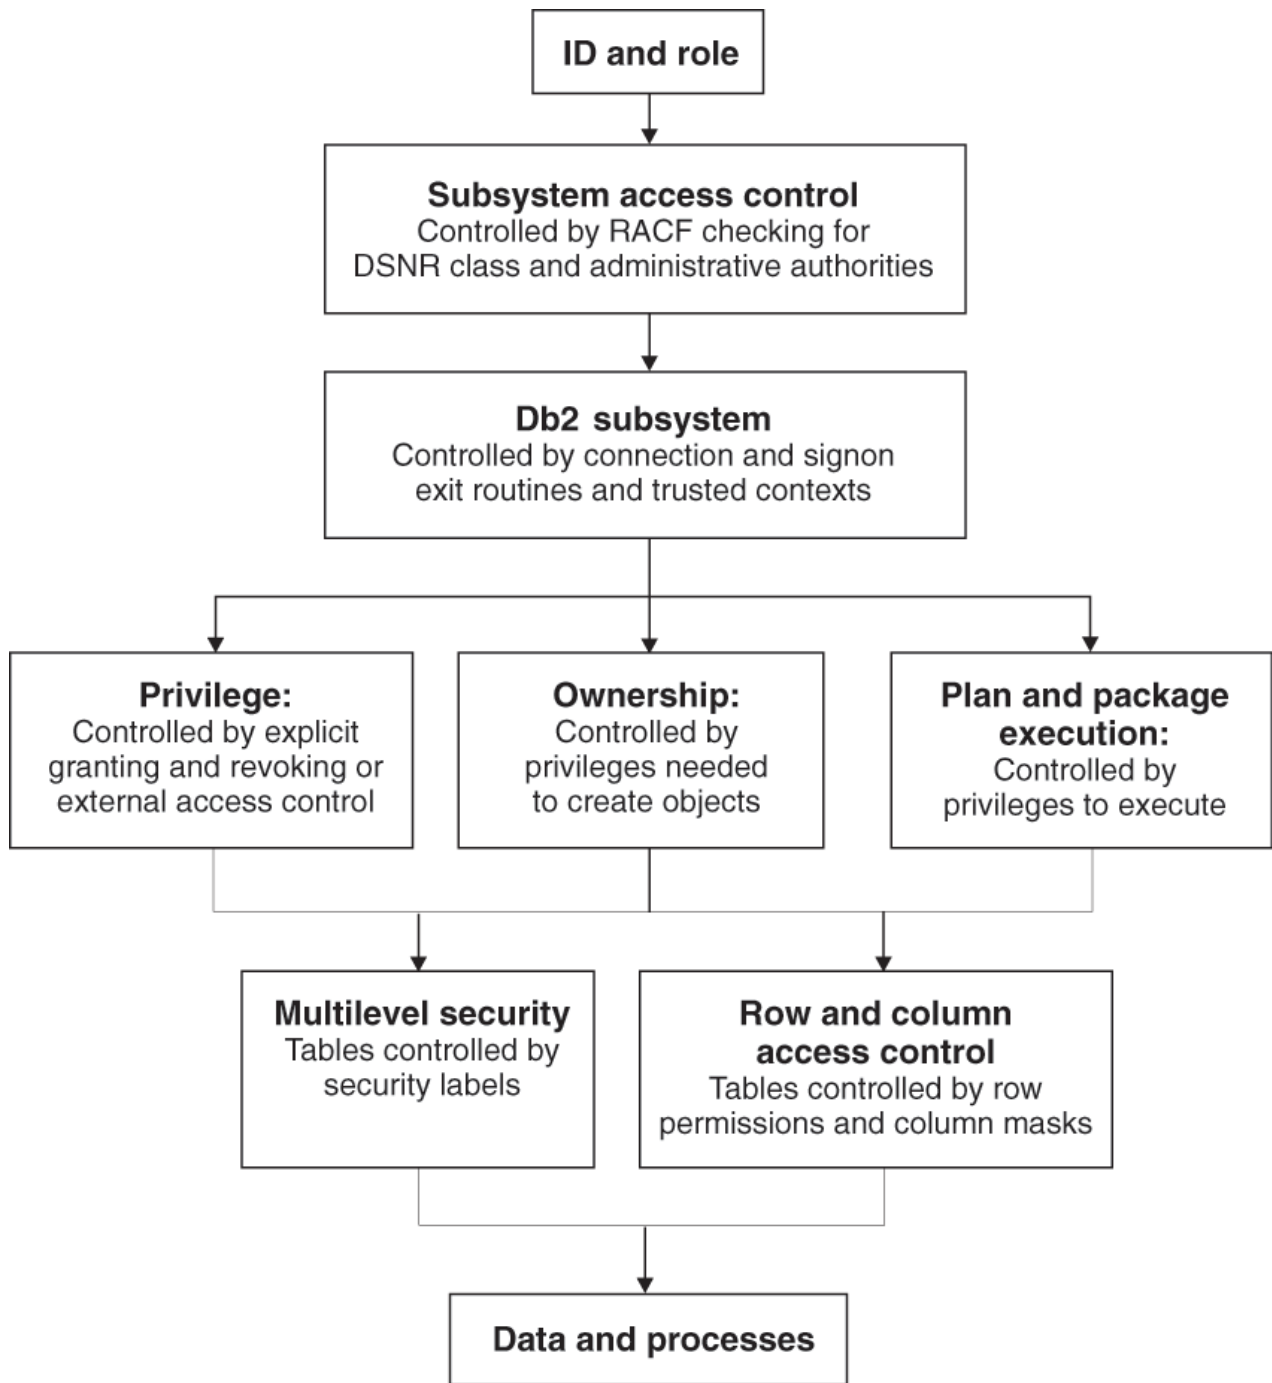 ID and role
Subsystem access control
Controlled by RACF checking for
DSNR class and administrative authorities
Db2 subsystem
Controlled by connection and signon
exit routines and trusted contexts
Privilege:
Controlled by explicit
granting and revoking or
external access control
Ownership:
Controlled by
privileges needed
to create objects
Plan and package
execution:
Controlled by
privileges to execute
Multilevel security
Tables controlled by
security labels
Row and column
access control
Tables controlled by row
permissions and column masks
Data and processes